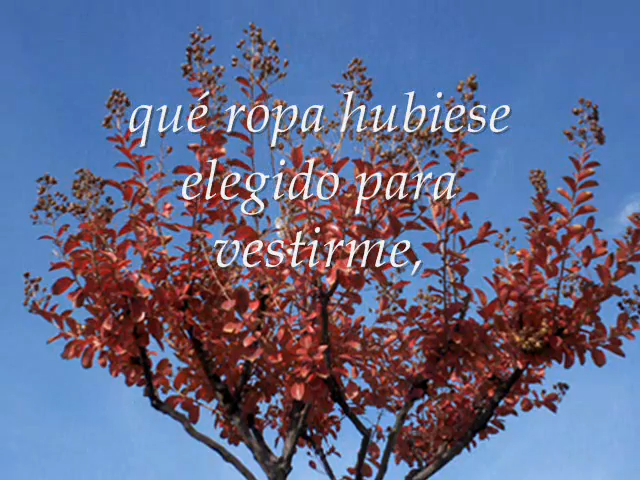 qué ropa hubiese
elegido para
vestirme,